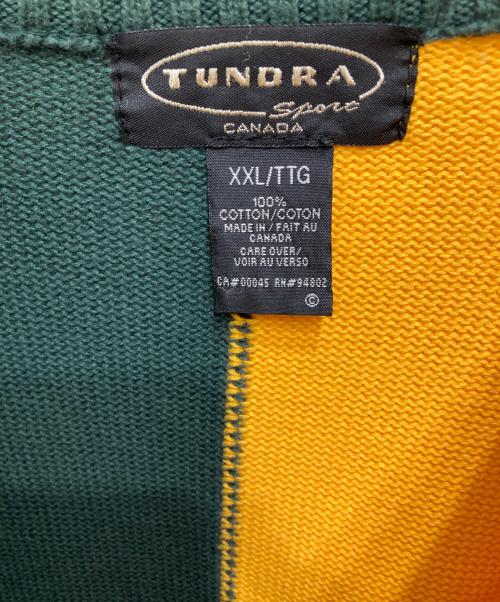 TUNDRA
Sport
CANADA
XXL/TTG
100%
COTTON/COTON
MADE IN / FAIT AU
CANADA
CARE OVER/
VOIR AU VERSO
CA#00045 RN#94802
©